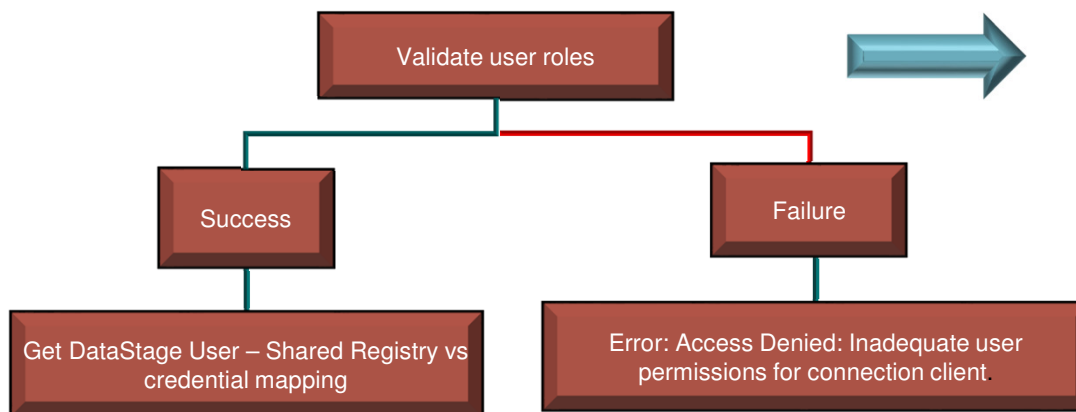 Validate user roles
Success
Failure
Get DataStage User – Shared Registry vs
credential mapping
Error: Access Denied: Inadequate user
permissions for connection client.